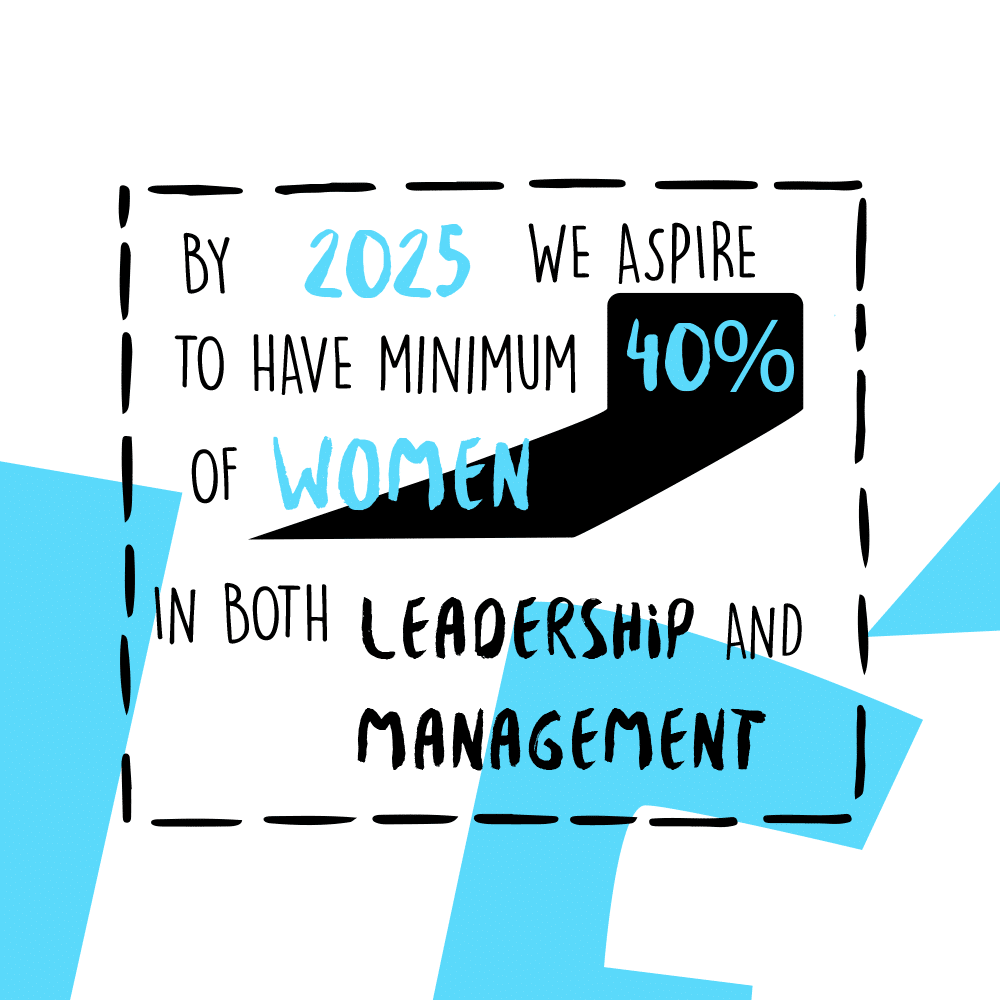 BY 2025 WE ASPIRE
TO HAVE MINIMUM 40%
OF WOMEN
IN BOTH LEADERSHIP AND
MANAGEMENT